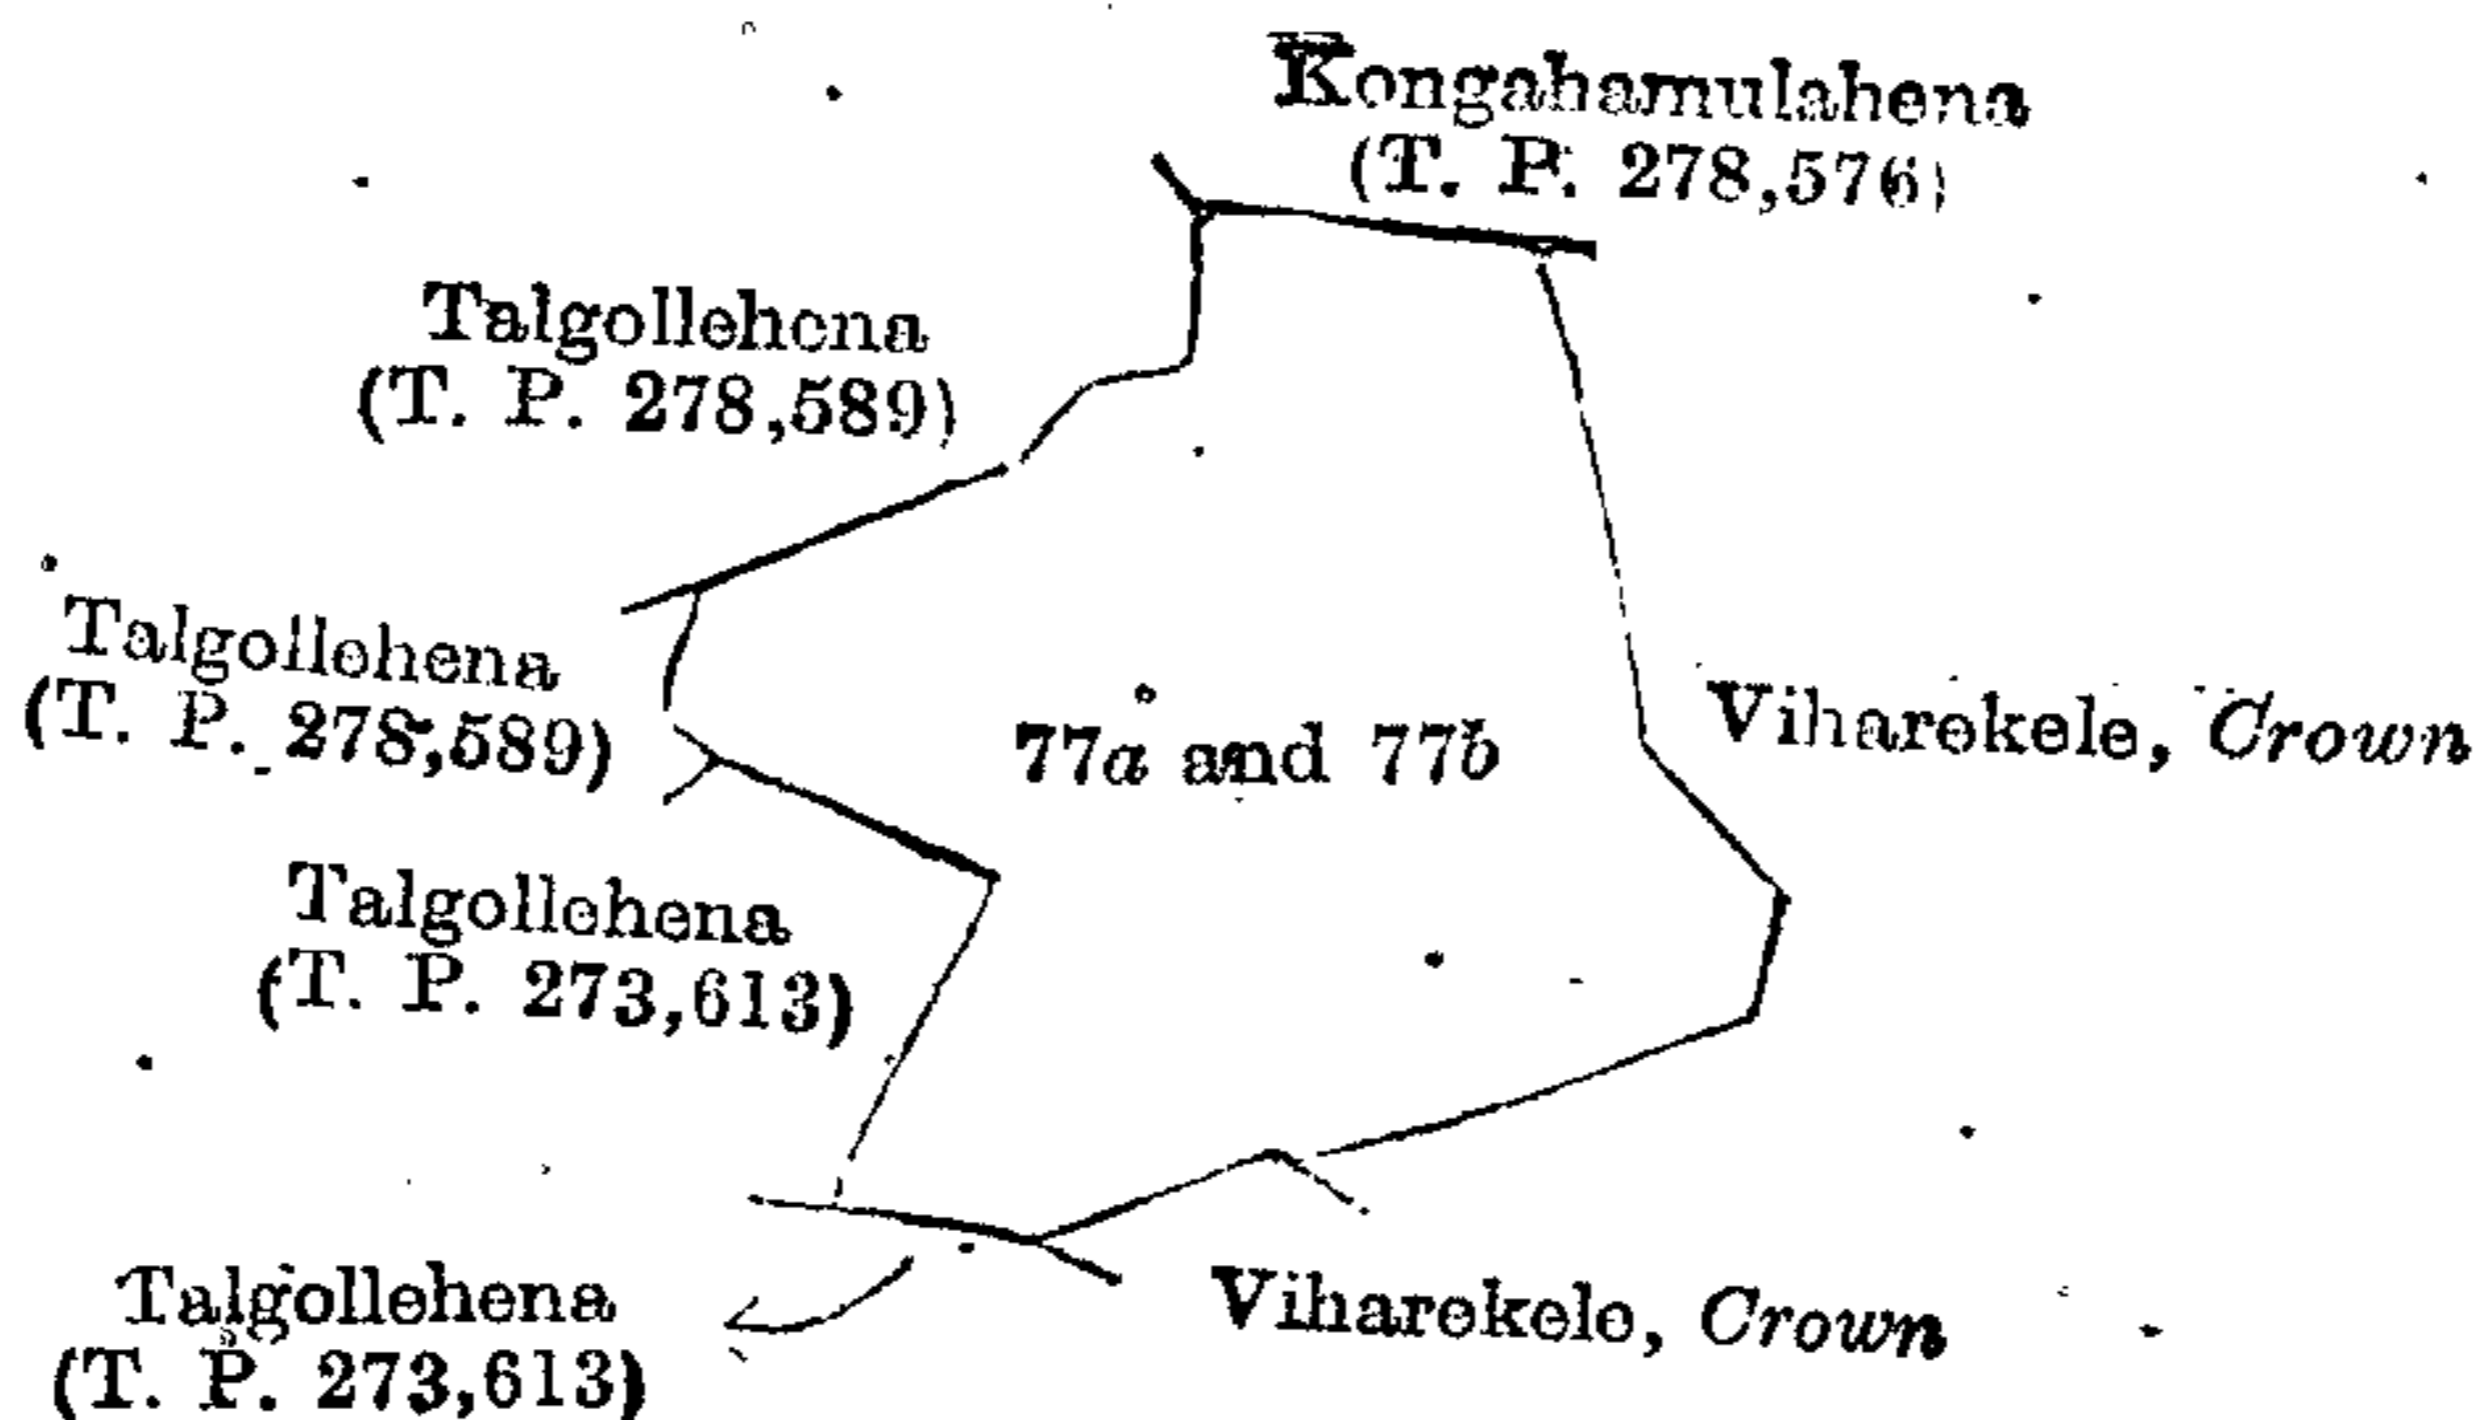 Kongahamulahena
(T. P. 278,576)
Talgollehena
(T. P. 278,589)
Talgollehena
(T. P. 278,589)
77a and 77b
Viharekele, Crown
Talgollehena
(T. P. 273,613)
Talgollehena
(T. P. 273,613)
Viharekele, Crown